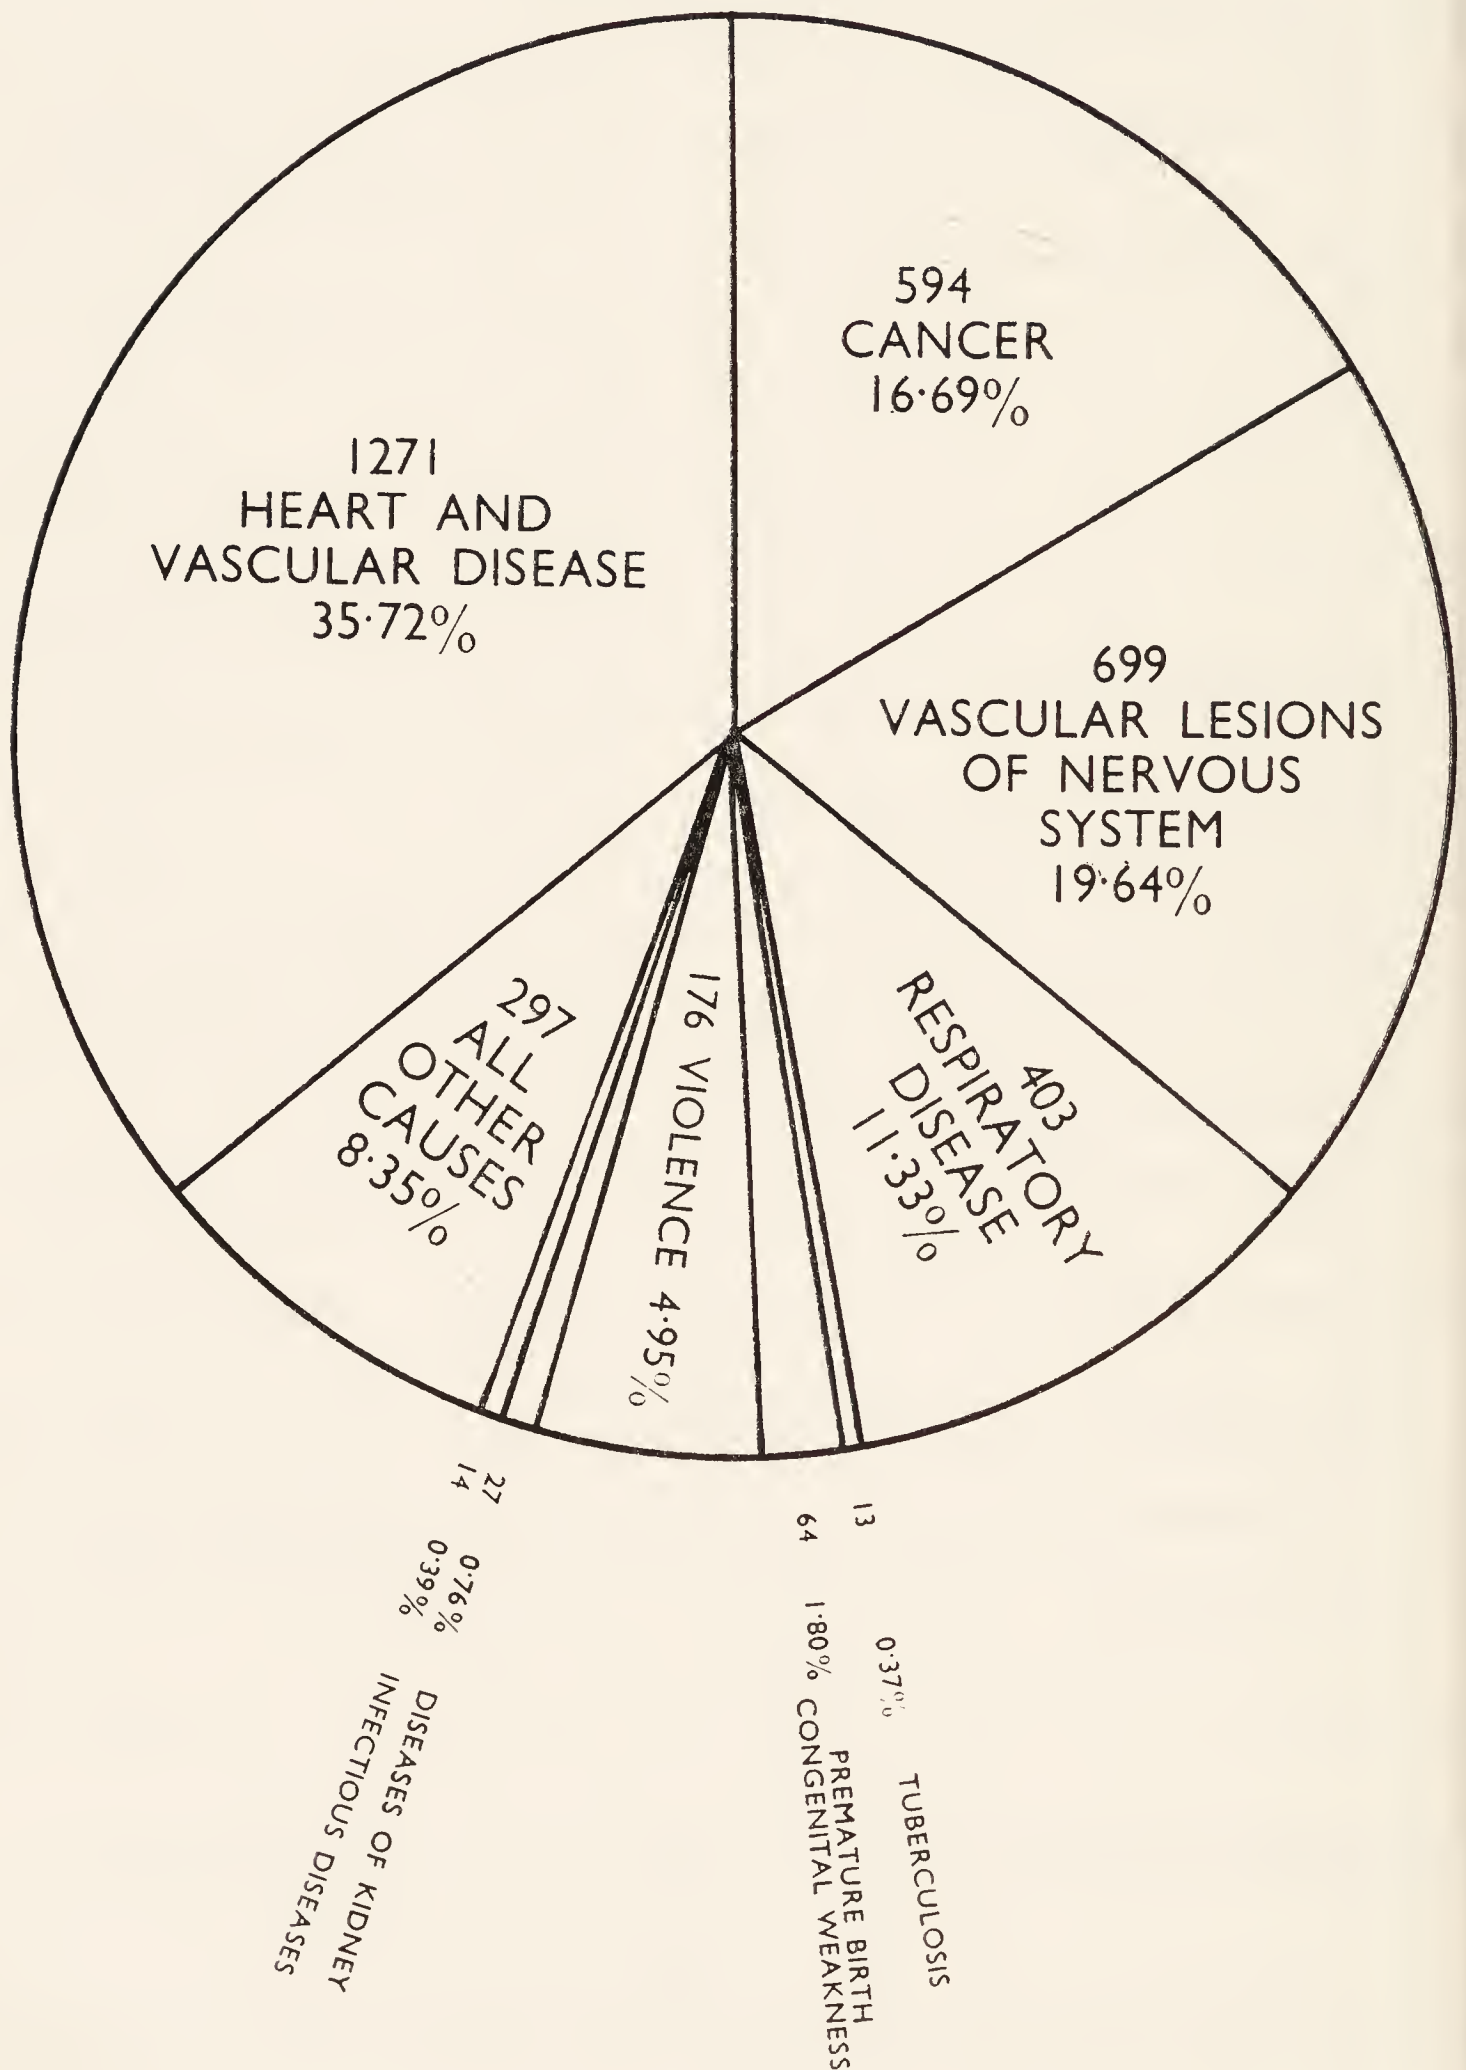 594
CANCER
16·69%
1271
HEART AND
VASCULAR DISEASE
35·72%
699
VASCULAR LESIONS
OF NERVOUS
SYSTEM
19·64%
403
RESPIRATORY
DISEASE
11·33%
176 VIOLENCE 4·95%
297
ALL
OTHER
CAUSES
8·35%
13 0·37% TUBERCULOSIS
PREMATURE BIRTH
64 1·80% CONGENITAL WEAKNESS
27 0·76% DISEASES OF KIDNEY
14 0·39% INFECTIOUS DISEASES